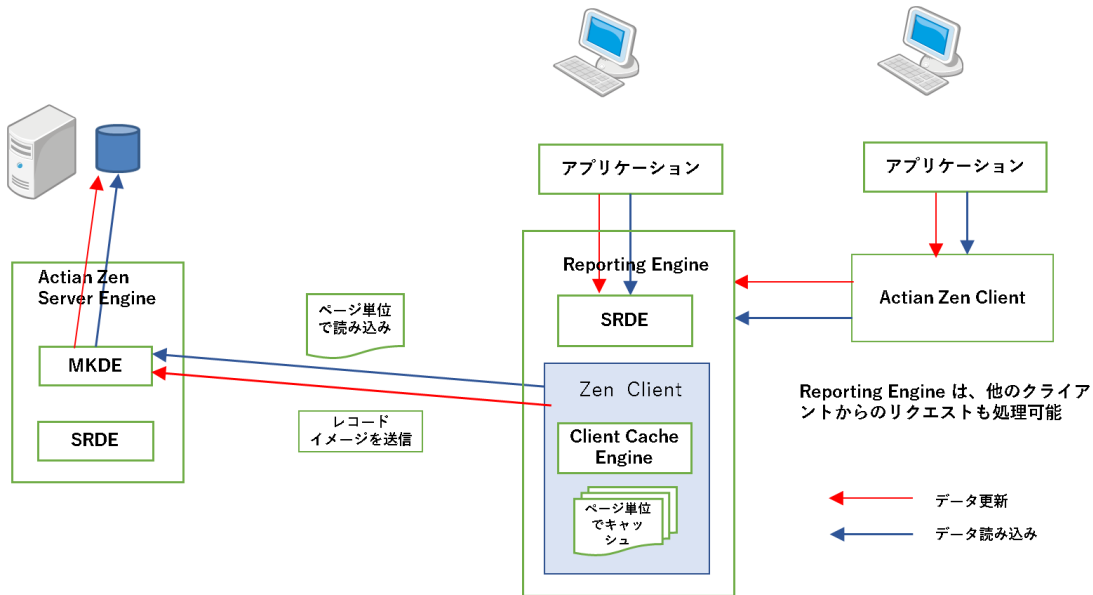 アプリケーション
アプリケーション
Actian Zen
Server Engine
MKDE
SRDE
ページ単位
で読み込み
レコード
イメージを送信
Reporting Engine
SRDE
Zen Client
Client Cache
Engine
ページ単位
でキャッ
シュ
Actian Zen Client
Reporting Engine は、他のクライア
ントからのリクエストも処理可能
データ更新
データ読み込み